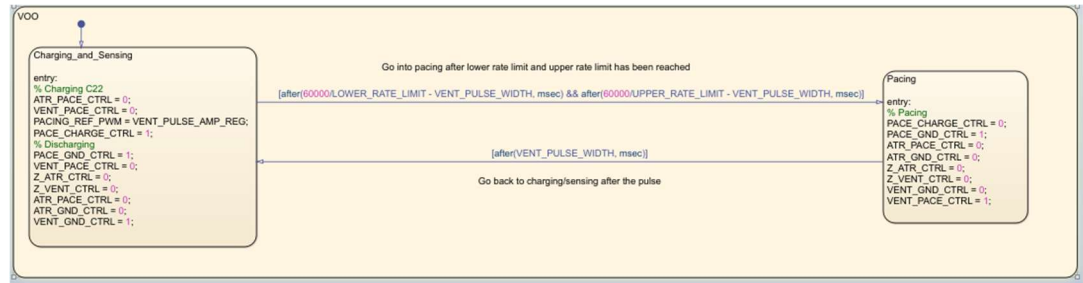 VOO
Charging_and_Sensing
entry:
% Charging C22
ATR_PACE_CTRL = 0;
VENT_PACE_CTRL = 0;
PACING_REF_PWM = VENT_PULSE_AMP_REG;
PACE_CHARGE_CTRL = 1;
% Discharging
PACE_GND_CTRL = 1;
VENT_PACE_CTRL = 0;
Z_ATR_CTRL = 0;
Z_VENT_CTRL = 0;
ATR_PACE_CTRL = 0;
ATR_GND_CTRL = 0;
VENT_GND_CTRL = 1;
Go into pacing after lower rate limit and upper rate limit has been reached
[after(60000/LOWER_RATE_LIMIT - VENT_PULSE_WIDTH, msec) && after(60000/UPPER_RATE_LIMIT - VENT_PULSE_WIDTH, msec)]
[after(VENT_PULSE_WIDTH, msec)]
Go back to charging/sensing after the pulse
Pacing
entry:
% Pacing
PACE_CHARGE_CTRL = 0;
PACE_GND_CTRL = 1;
ATR_PACE_CTRL = 0;
ATR_GND_CTRL = 0;
Z_ATR_CTRL = 0;
Z_VENT_CTRL = 0;
VENT_GND_CTRL = 0;
VENT_PACE_CTRL = 1;